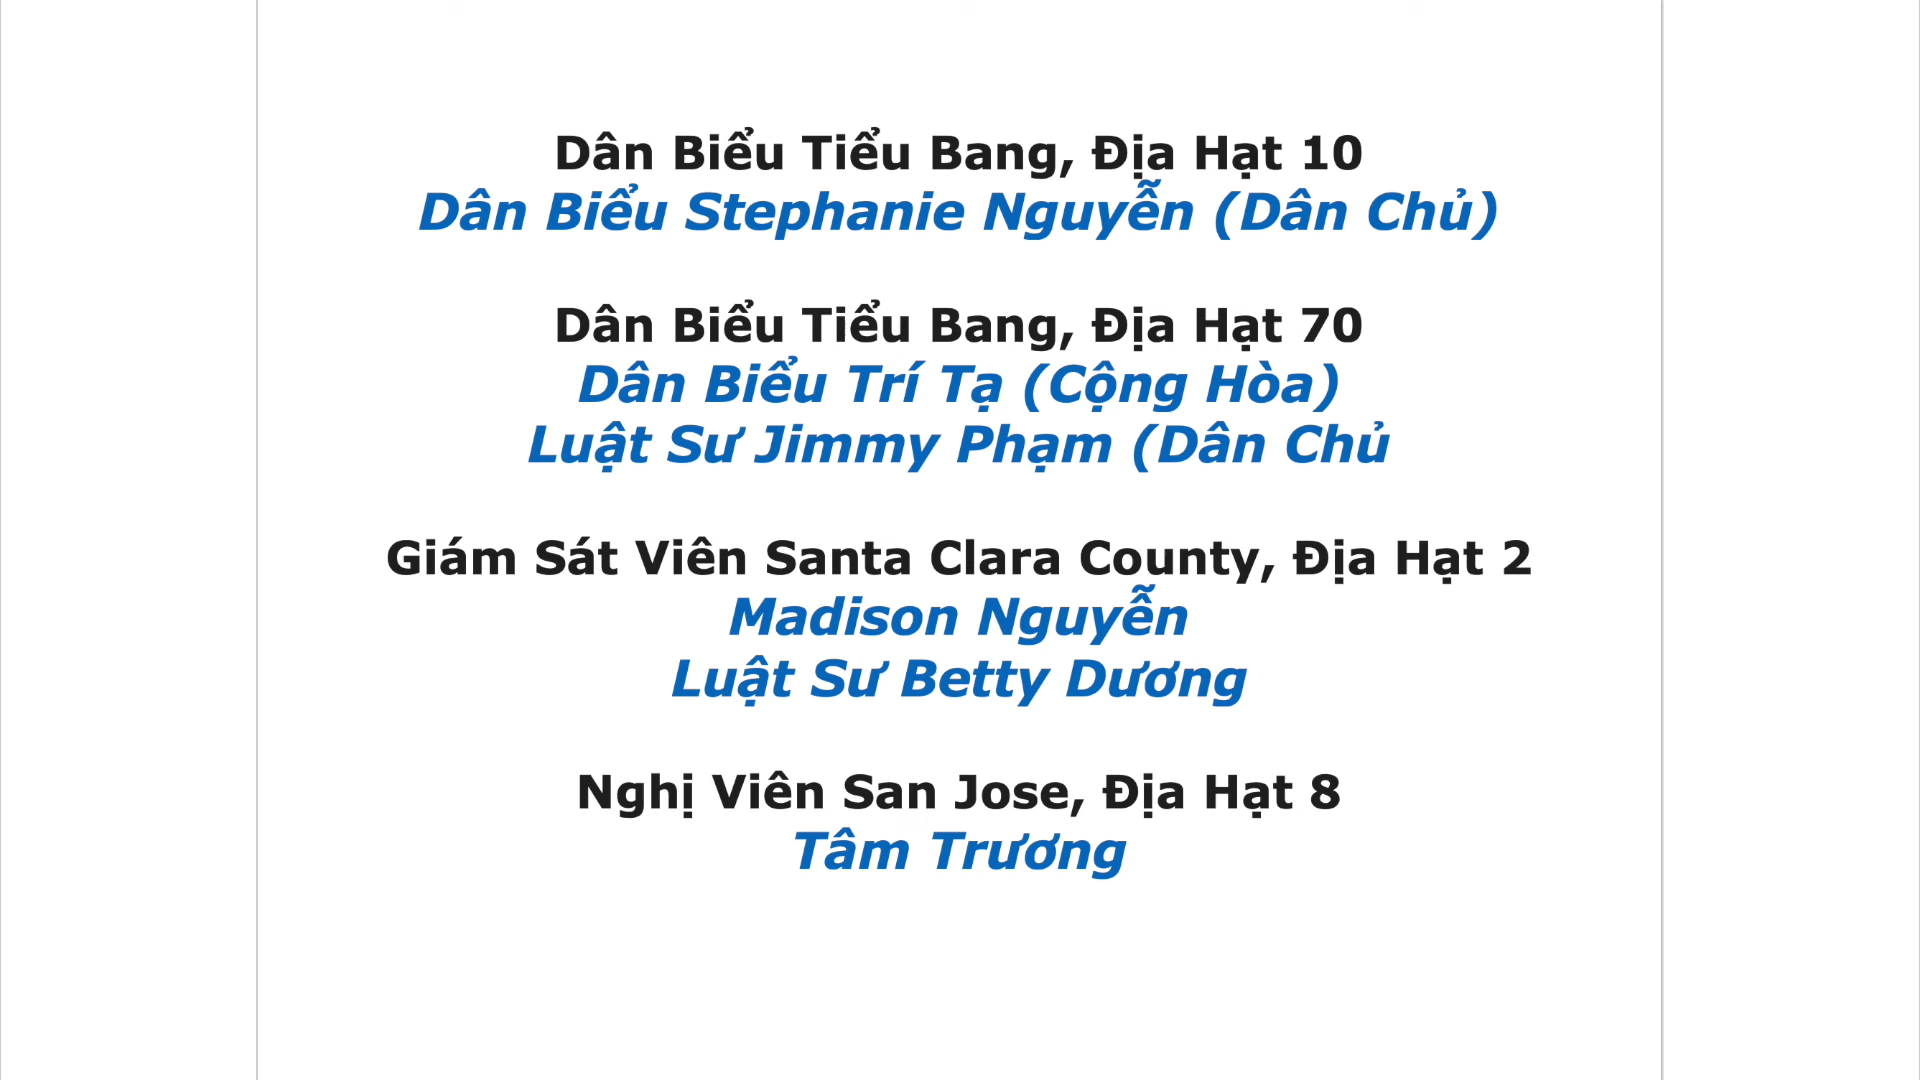 Dân Biểu Tiểu Bang, Địa Hạt 10
Dân Biểu Stephanie Nguyễn (Dân Chủ)
Dân Biểu Tiểu Bang, Địa Hạt 70
Dân Biểu Trí Tạ (Cộng Hòa)
Luật Sư Jimmy Phạm (Dân Chủ
Giám Sát Viên Santa Clara County, Địa Hạt 2
Madison Nguyễn
Luật Sư Betty Dương
Nghị Viên San Jose, Địa Hạt 8
Tâm Trương